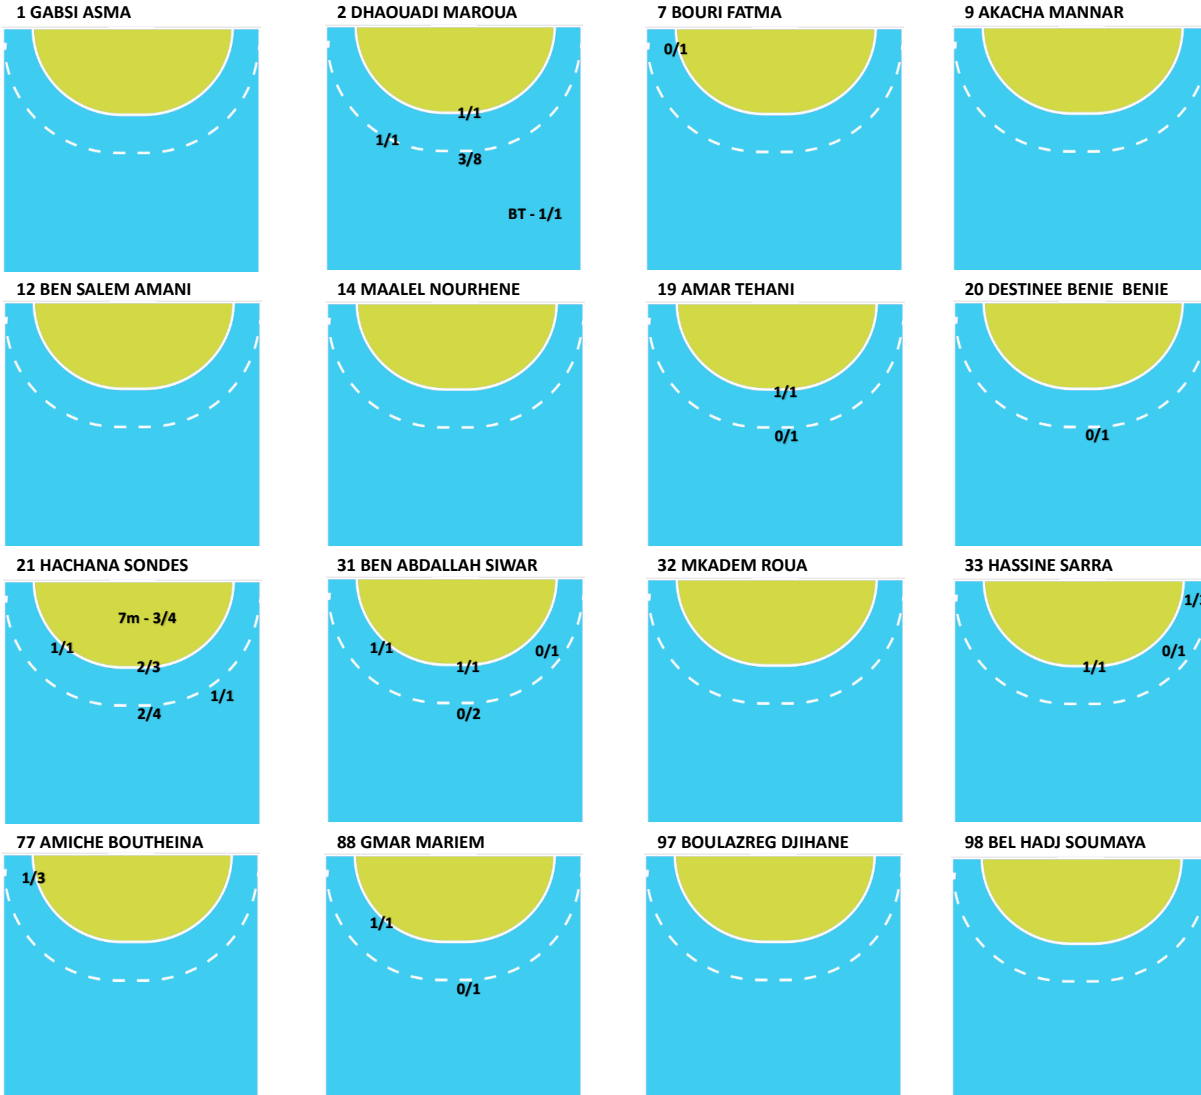 1 GABSI ASMA
2 DHAOUADI MAROUA
7 BOURI FATMA
9 AKACHA MANNAR
0/1
1/1
1/1
3/8
BT - 1/1
12 BEN SALEM AMANI
14 MAALEL NOURHENE
19 AMAR TEHANI
20 DESTINEE BENIE BENIE
1/1
0/1
0/1
21 HACHANA SONDES
31 BEN ABDALLAH SIWAR
32 MKADEM ROUA
33 HASSINE SARRA
7m - 3/4
1/1
2/3
1/1
2/4
1/1
1/1
0/1
0/2
0/1
1/1
77 AMICHE BOUTHEINA
88 GMAR MARIEM
97 BOULAZREG DJIHANE
98 BEL HADJ SOUMAYA
1/3
1/1
0/1